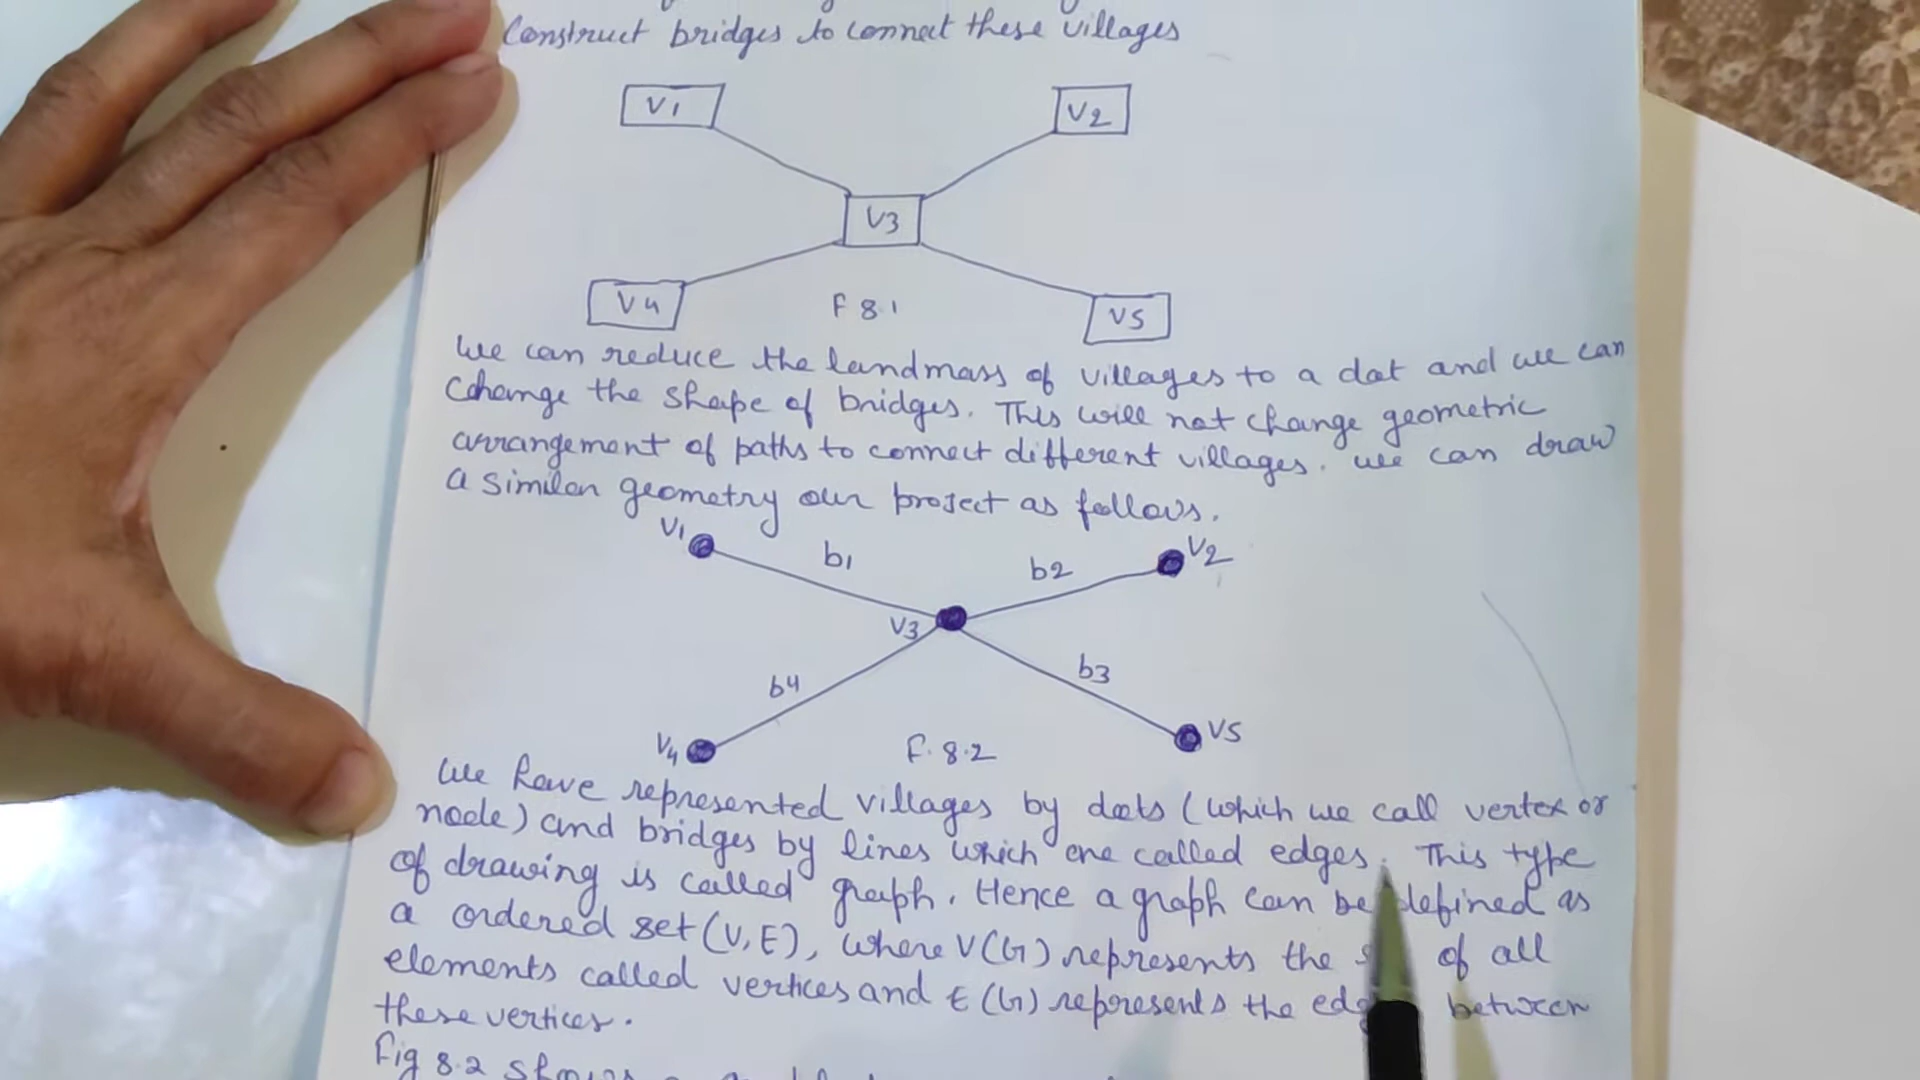 Construct bridges to connect these villages
V1
V2
V3
V4
F 8.1
V5
We can reduce the landmass of villages to a dot and we can
Change the shape of bridges. This will not change geometric
arrangement of paths to connect different villages. we can draw
a similar geometry our project as follows.
V1
b1
b2
V2
V3
b4
b3
V4
F. 8.2
V5
We have represented villages by dots (which we call vertex or
node) and bridges by lines which are called edges. This type
of drawing is called graph. Hence a graph can be defined as
a ordered set (V, E), where V(G) represents the of all
elements called vertices and E(G) represents the between
these vertices.
Fig 8.2